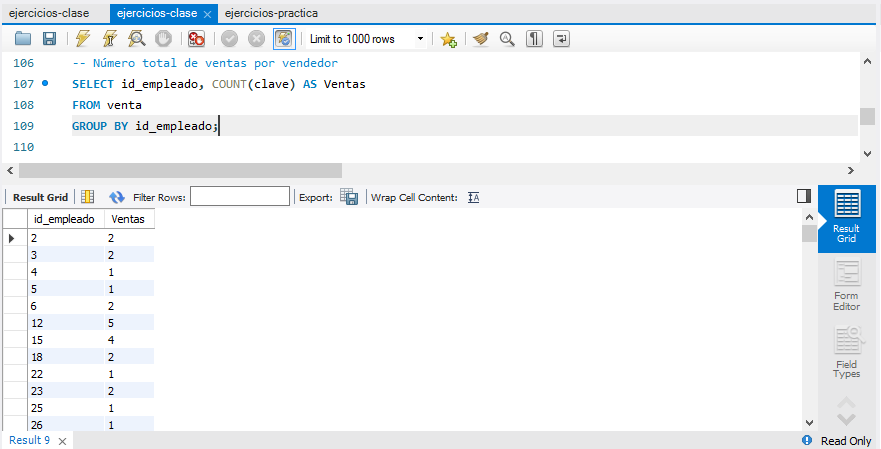 ejercicios-clase ejercicios-clase × ejercicios-practica
Limit to 1000 rows
106 -- Número total de ventas por vendedor
107 SELECT id_empleado, COUNT(clave) AS Ventas
108 FROM venta
109 GROUP BY id_empleado;
110
Result Grid Filter Rows: Export: Wrap Cell Content:
id_empleado Ventas
2 2
3 2
4 1
5 1
6 2
12 5
15 4
18 2
22 1
23 2
25 1
26 1
Result
Grid
Form
Editor
Field
Types
Result 9 × Read Only